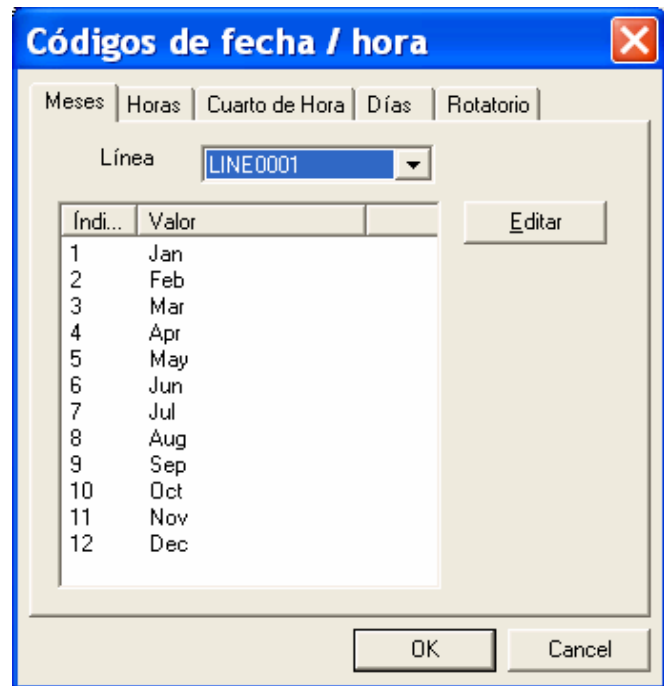 Códigos de fecha / hora
Meses Horas Cuarto de Hora Días Rotatorio
Línea LINE0001
Índi... Valor
Editar
1 Jan
2 Feb
3 Mar
4 Apr
5 May
6 Jun
7 Jul
8 Aug
9 Sep
10 Oct
11 Nov
12 Dec
OK Cancel